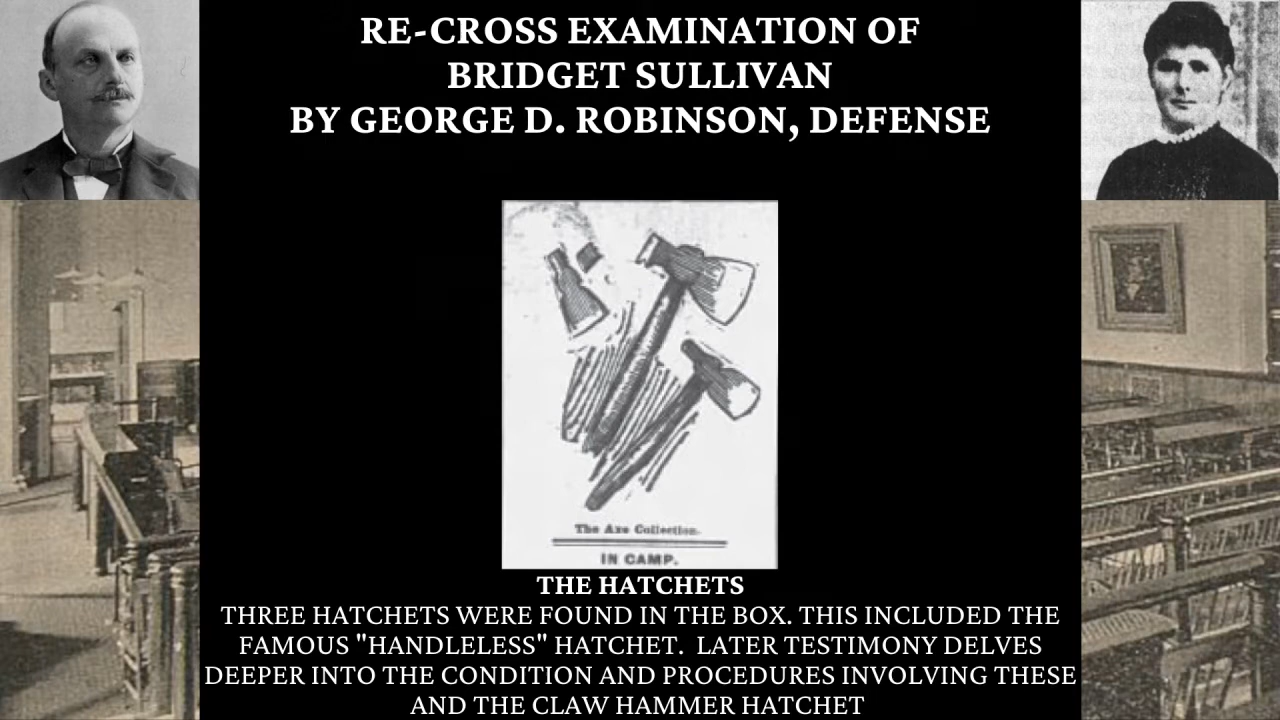 RE-CROSS EXAMINATION OF
BRIDGET SULLIVAN
BY GEORGE D. ROBINSON, DEFENSE
The Axe Collection.
IN CAMP.
THE HATCHETS
THREE HATCHETS WERE FOUND IN THE BOX. THIS INCLUDED THE
FAMOUS "HANDLELESS" HATCHET.  LATER TESTIMONY DELVES
DEEPER INTO THE CONDITION AND PROCEDURES INVOLVING THESE
AND THE CLAW HAMMER HATCHET